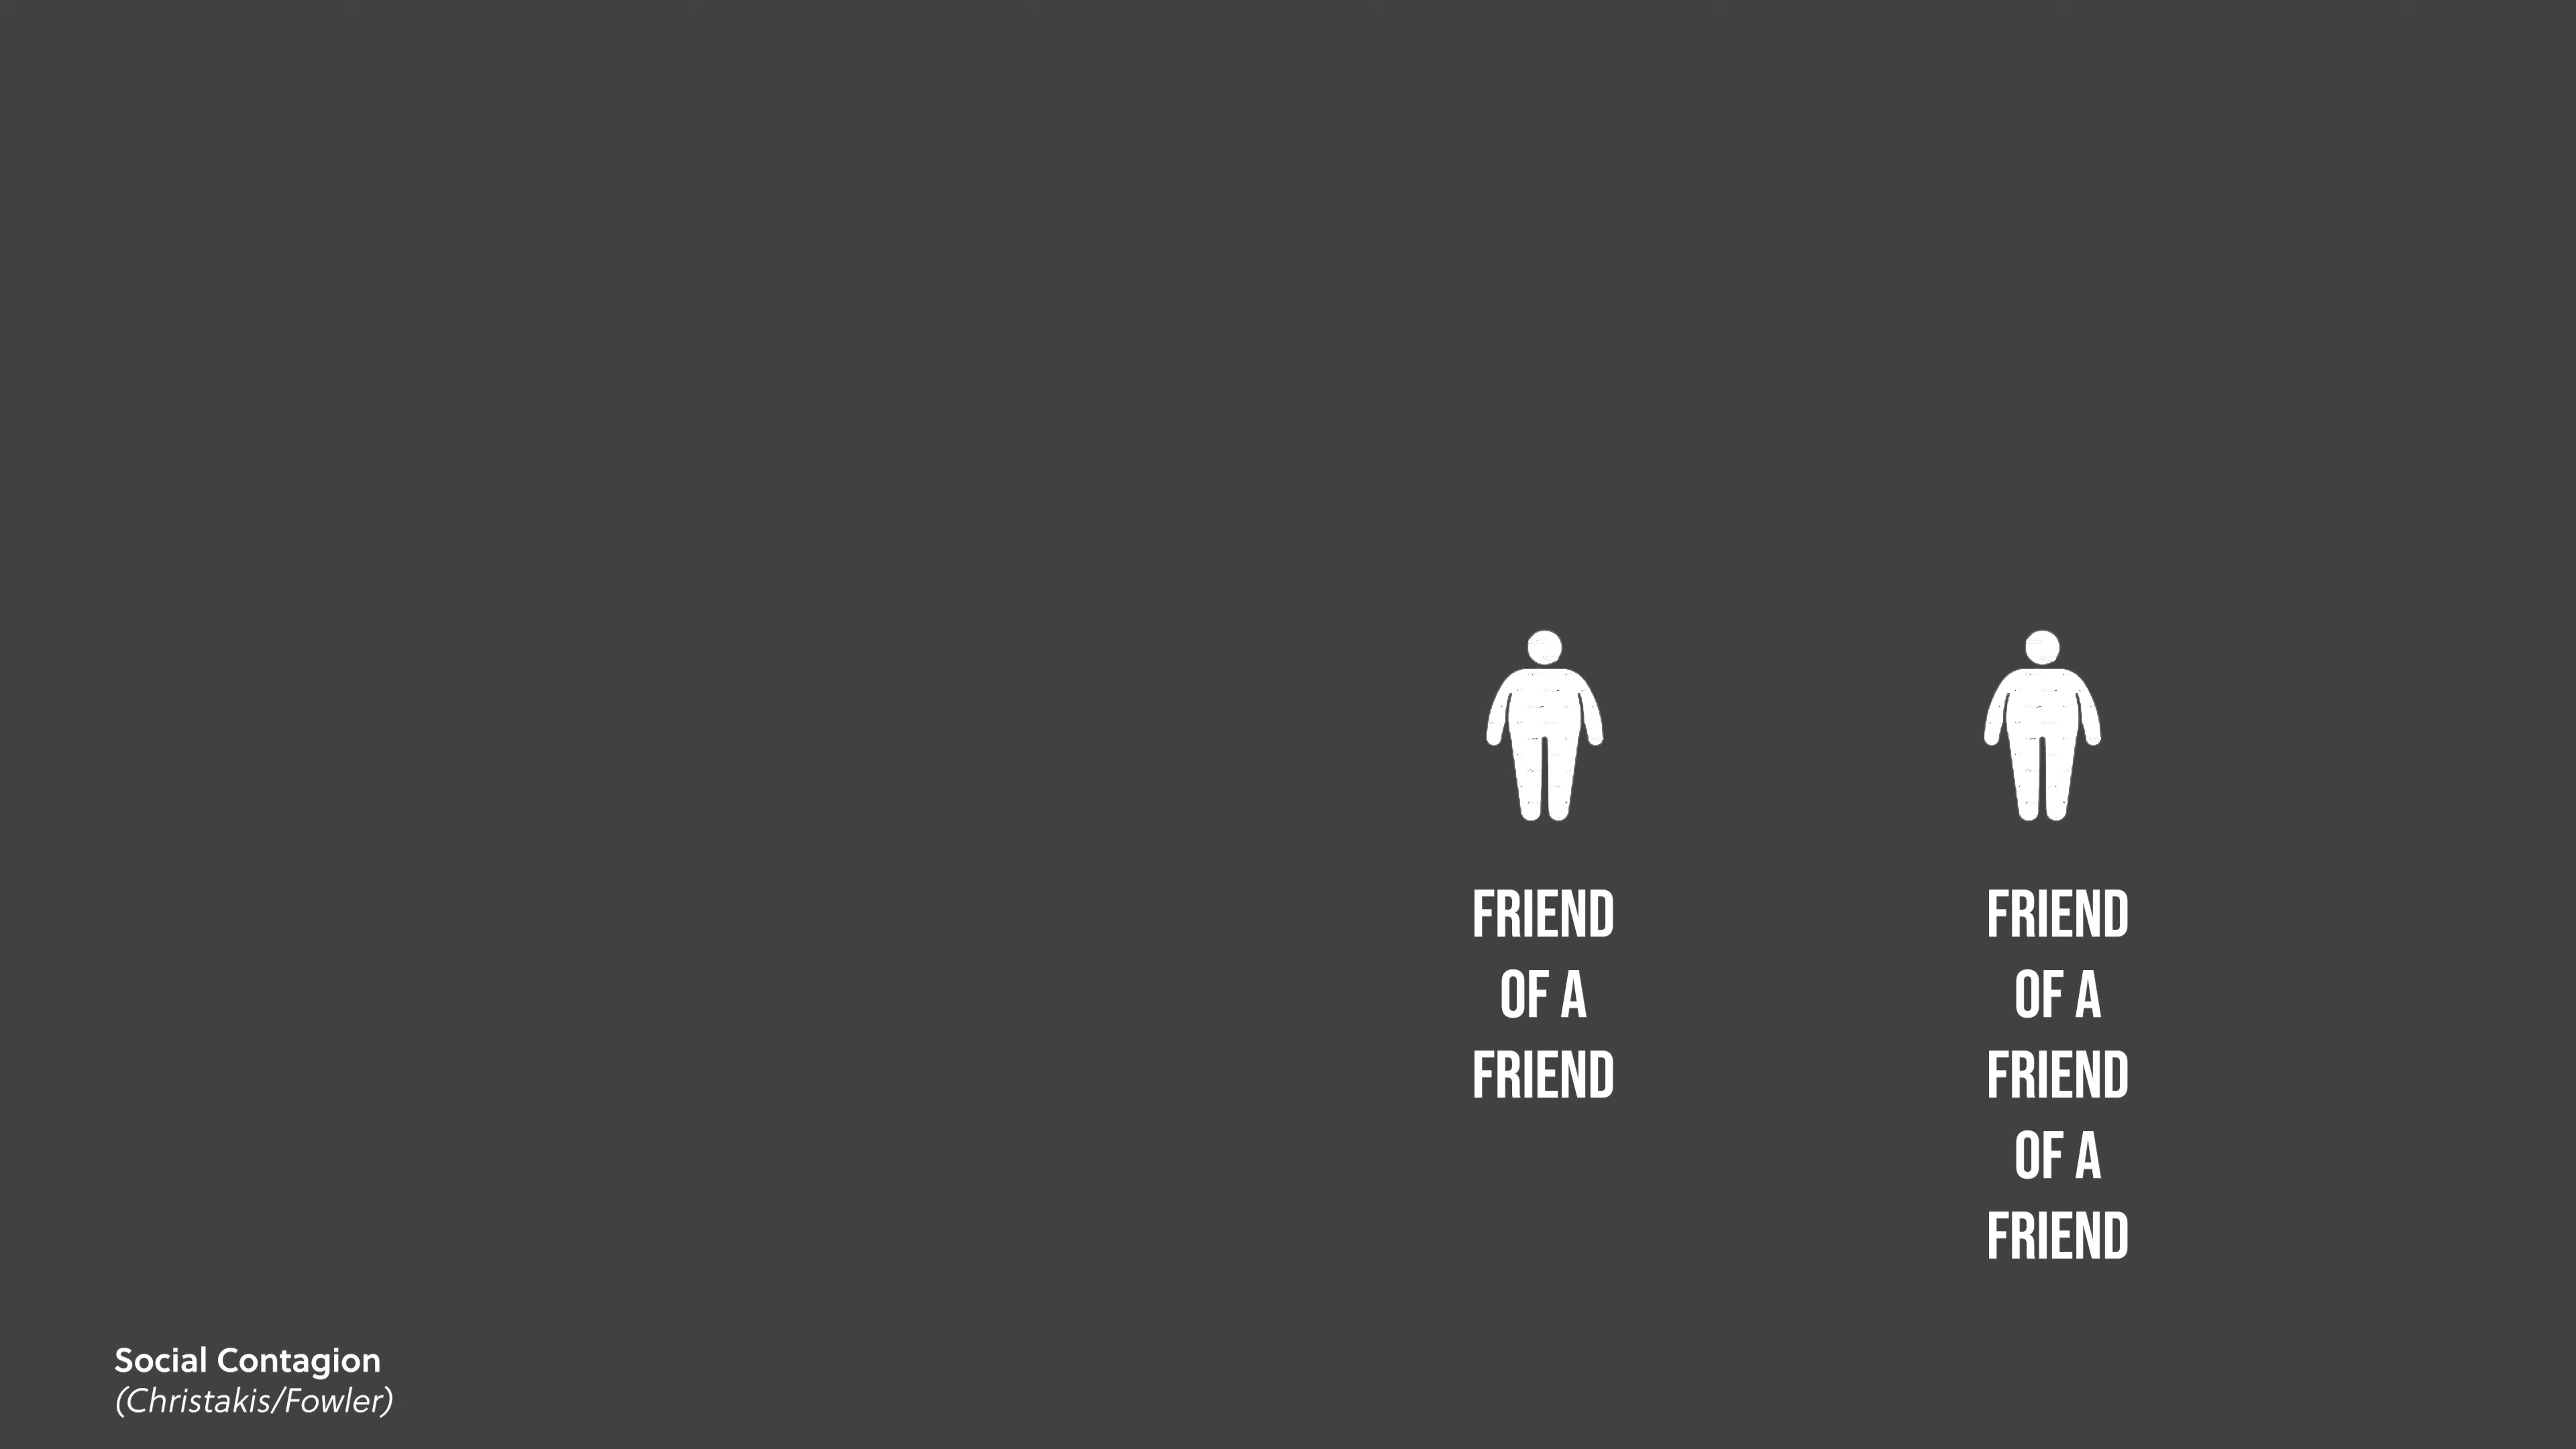 FRIEND
OF A
FRIEND
FRIEND
OF A
FRIEND
OF A
FRIEND
Social Contagion
(Christakis/Fowler)